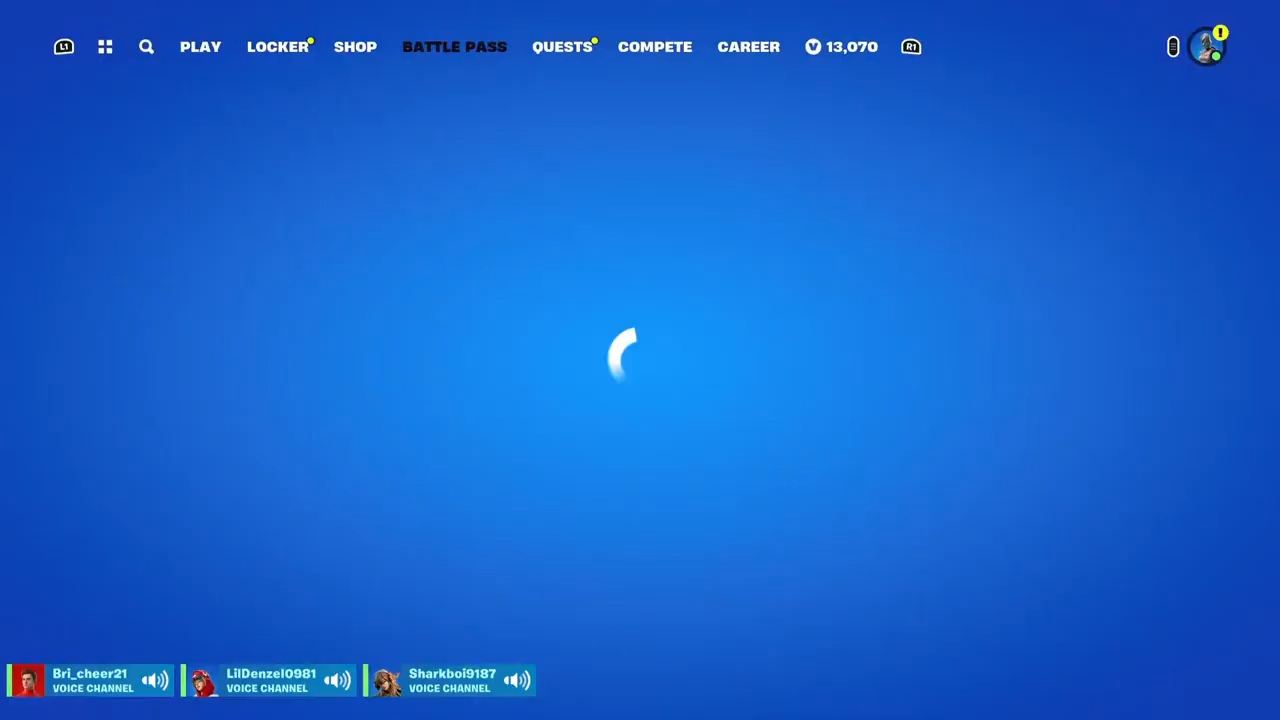 L1 PLAY LOCKER SHOP BATTLE PASS QUESTS COMPETE CAREER V 13,070 R1 !
Bri_cheer21
VOICE CHANNEL
LilDenzel0981
VOICE CHANNEL
Sharkboi9187
VOICE CHANNEL